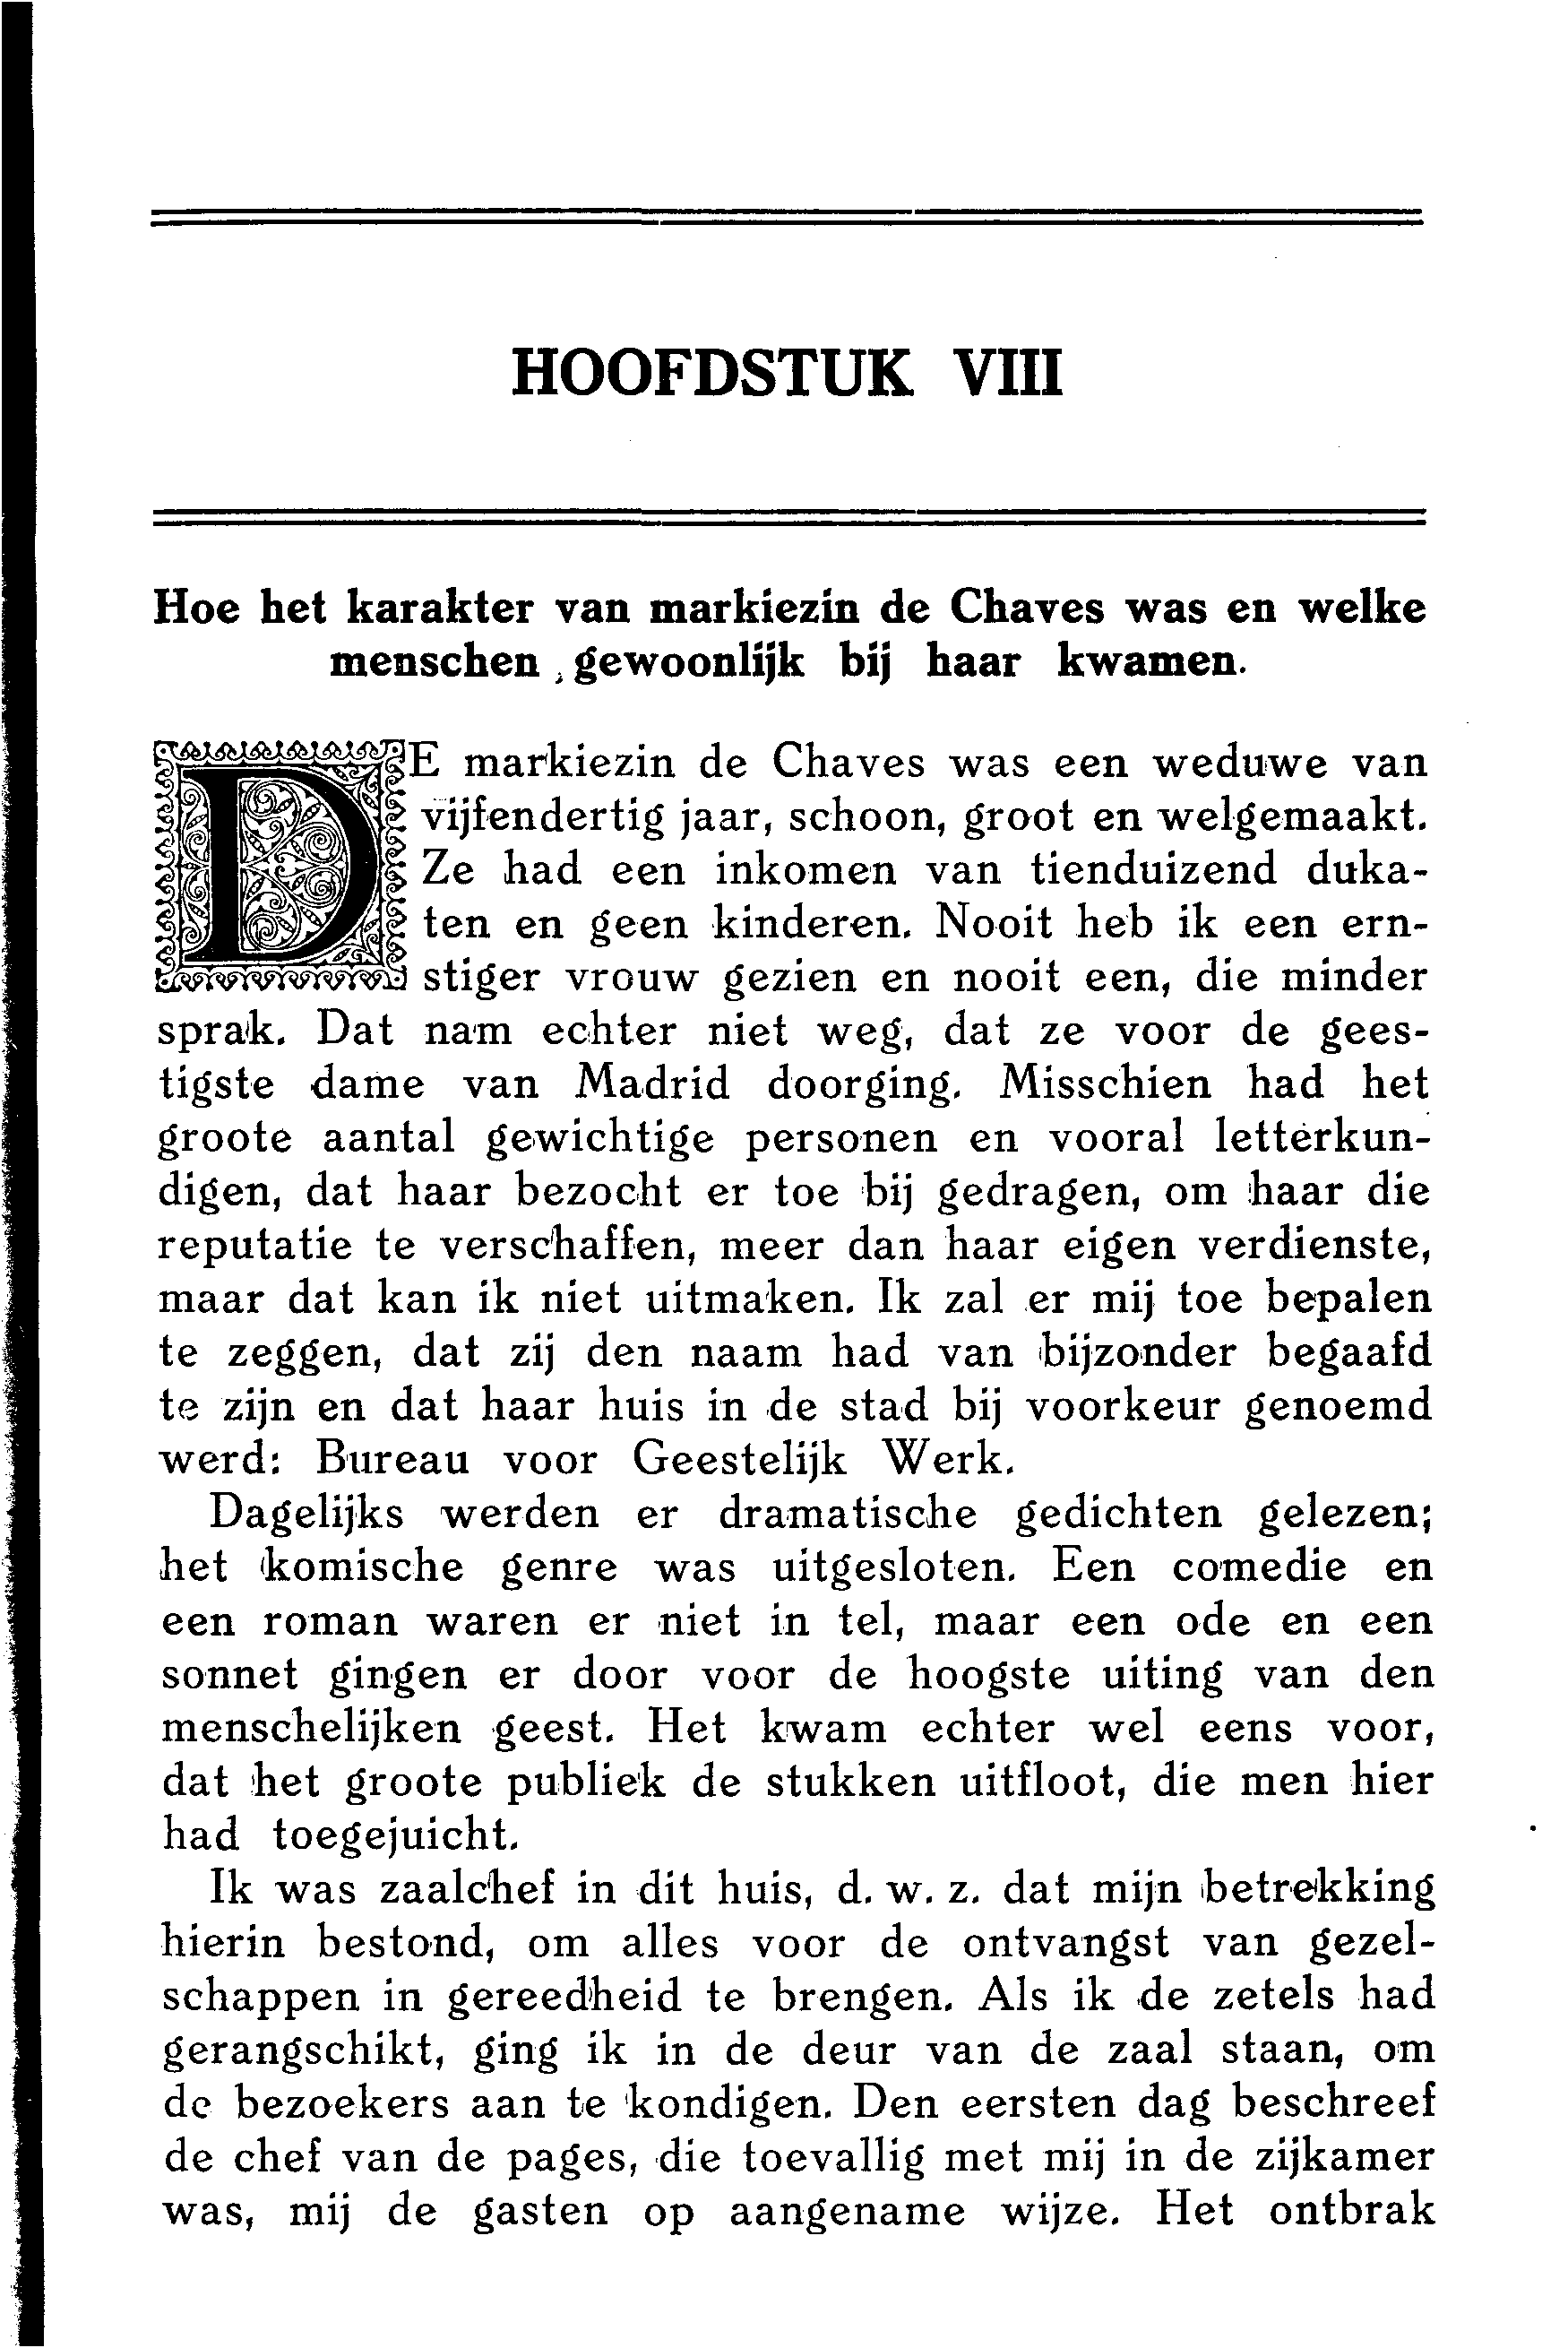 HOOFDSTUK VIII
Hoe het karakter van markiezin de Chaves was en welke
menschen gewoonlijk bij haar kwamen.
DE markiezin de Chaves was een weduwe van
vijfendertig jaar, schoon, groot en welgemaakt.
Ze had een inkomen van tienduizend duka-
ten en geen kinderen. Nooit heb ik een ern-
stiger vrouw gezien en nooit een, die minder
sprak. Dat nam echter niet weg, dat ze voor de gees-
tigste dame van Madrid doorging. Misschien had het
groote aantal gewichtige personen en vooral letterkun-
digen, dat haar bezocht er toe bij gedragen, om haar die
reputatie te verschaffen, meer dan haar eigen verdienste,
maar dat kan ik niet uitmaken. Ik zal er mij toe bepalen
te zeggen, dat zij den naam had van bijzonder begaafd
te zijn en dat haar huis in de stad bij voorkeur genoemd
werd: Bureau voor Geestelijk Werk.
Dagelijks werden er dramatische gedichten gelezen;
het komische genre was uitgesloten. Een comedie en
een roman waren er niet in tel, maar een ode en een
sonnet gingen er door voor de hoogste uiting van den
menschelijken geest. Het kwam echter wel eens voor,
dat het groote publiek de stukken uitfloot, die men hier
had toegejuicht.
Ik was zaalchef in dit huis, d. w. z. dat mijn betrekking
hierin bestond, om alles voor de ontvangst van gezel-
schappen in gereedheid te brengen. Als ik de zetels had
gerangschikt, ging ik in de deur van de zaal staan, om
de bezoekers aan te kondigen. Den eersten dag beschreef
de chef van de pages, die toevallig met mij in de zijkamer
was, mij de gasten op aangename wijze. Het ontbrak